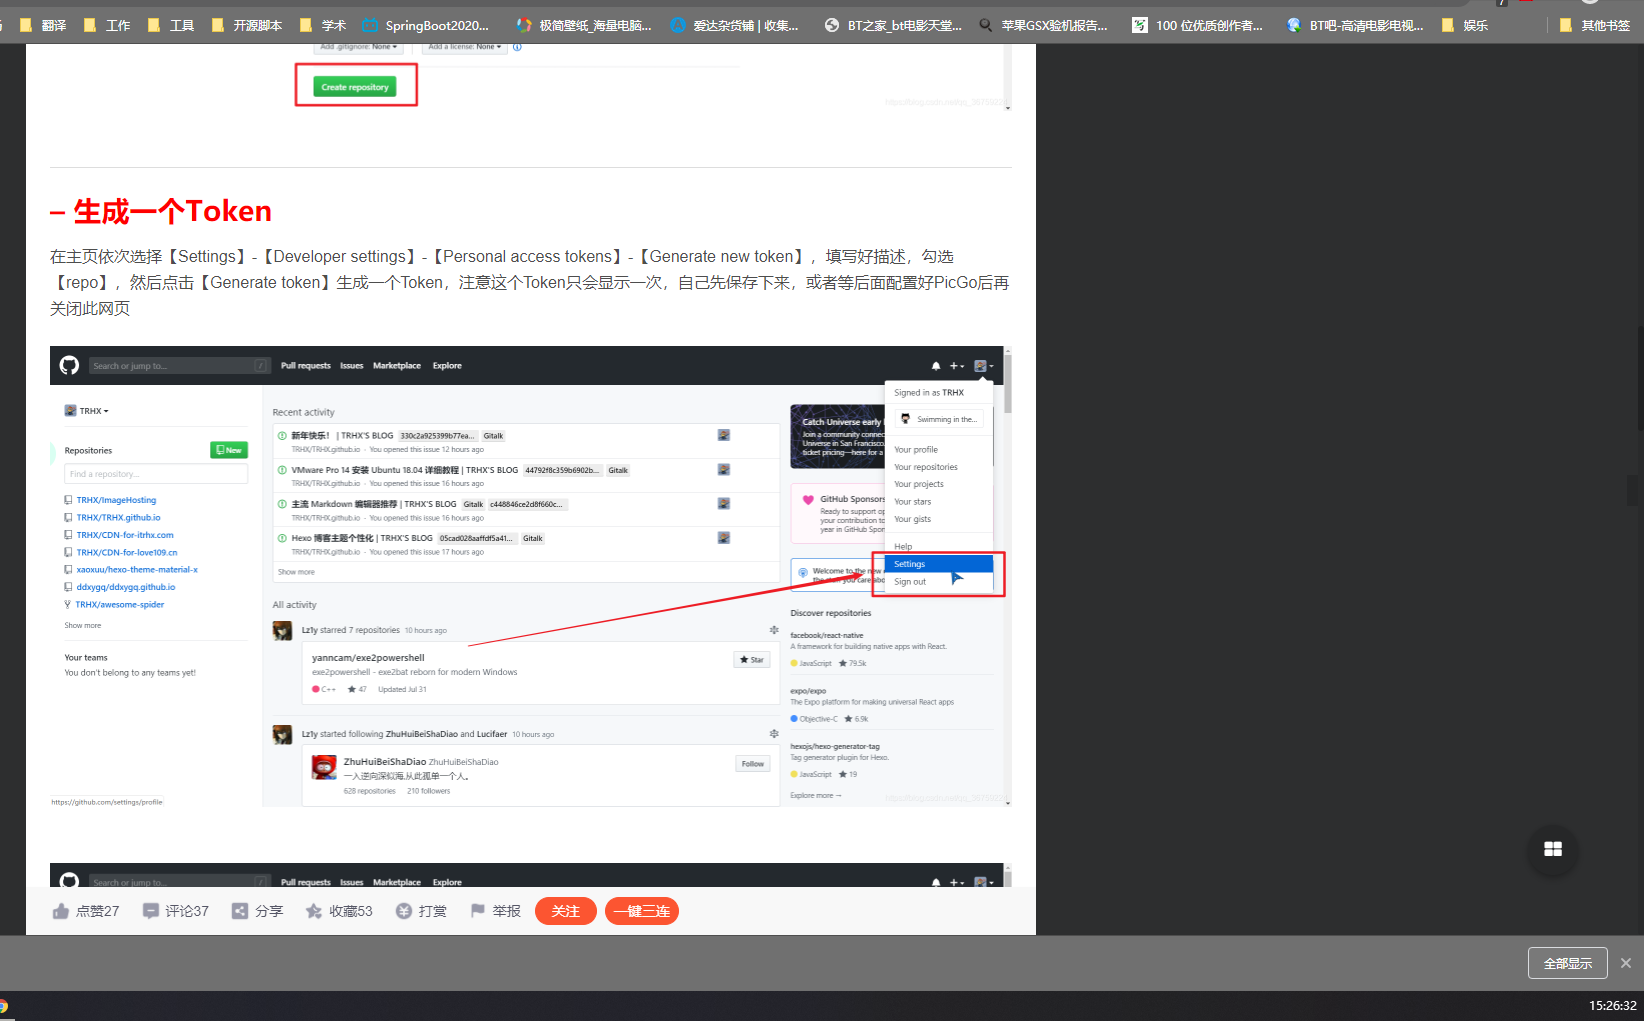 翻译 工作 工具 开源脚本 学术 SpringBoot2020... 极简壁纸_海量电脑... 爱达杂货铺 | 收集... BT之家_bt电影天堂... 苹果GSX验机报告... 100 位优质创作者... BT吧-高清电影电视... 娱乐 其他书签
Add .gitignore: None Add a license: None
Create repository
– 生成一个Token
在主页依次选择【Settings】-【Developer settings】-【Personal access tokens】-【Generate new token】，填写好描述，勾选
【repo】，然后点击【Generate token】生成一个Token，注意这个Token只会显示一次，自己先保存下来，或者等后面配置好PicGo后再
关闭此网页
Search or jump to... / Pull requests Issues Marketplace Explore
Signed in as TRHX
Swimming in the...
Your profile
Your repositories
Your projects
Your stars
Your gists
Help
Settings
Sign out
TRHX
Repositories New
Find a repository...
TRHX/ImageHosting
TRHX/TRHX.github.io
TRHX/CDN-for-itrhx.com
TRHX/CDN-for-love109.cn
xaoxuu/hexo-theme-material-x
ddxygq/ddxygq.github.io
TRHX/awesome-spider
Show more
Your teams
You don't belong to any teams yet!
https://github.com/settings/profile
Recent activity
新年快乐！ | TRHX'S BLOG 330c2a925399b77ea... Gitalk
TRHX/TRHX.github.io - You opened this issue 12 hours ago
VMware Pro 14 安装 Ubuntu 18.04 详细教程 | TRHX'S BLOG 44792f8c359b6902b... Gitalk
TRHX/TRHX.github.io - You opened this issue 16 hours ago
主流 Markdown 编辑器推荐 | TRHX'S BLOG Gitalk c448846ce2d8f660c...
TRHX/TRHX.github.io - You opened this issue 16 hours ago
Hexo 博客主题个性化 | TRHX'S BLOG 05cad028aaffdf5a41... Gitalk
TRHX/TRHX.github.io - You opened this issue 17 hours ago
Show more
All activity
Lz1y starred 7 repositories 10 hours ago
yanncam/exe2powershell Star
exe2powershell - exe2bat reborn for modern Windows
C++ 47 Updated Jul 31
Lz1y started following ZhuHuiBeiShaDiao and Lucifaer 10 hours ago
ZhuHuiBeiShaDiao ZhuHuiBeiShaDiao Follow
一入逆向深似海,从此孤单一个人。
628 repositories 210 followers
Catch Universe early
Join a community connec
Universe in San Francisco
ticket pricing—here for a
GitHub Sponsors
Ready to support op
your contribution to
year in GitHub Spon
Welcome to the new
the stuff you care abo
Discover repositories
facebook/react-native
A framework for building native apps with React.
JavaScript 79.5k
expo/expo
The Expo platform for making universal React apps
Objective-C 6.9k
hexojs/hexo-generator-tag
Tag generator plugin for Hexo.
JavaScript 19
Explore more →
Search or jump to... / Pull requests Issues Marketplace Explore
点赞27 评论37 分享 收藏53 打赏 举报 关注 一键三连
全部显示
15:26:32